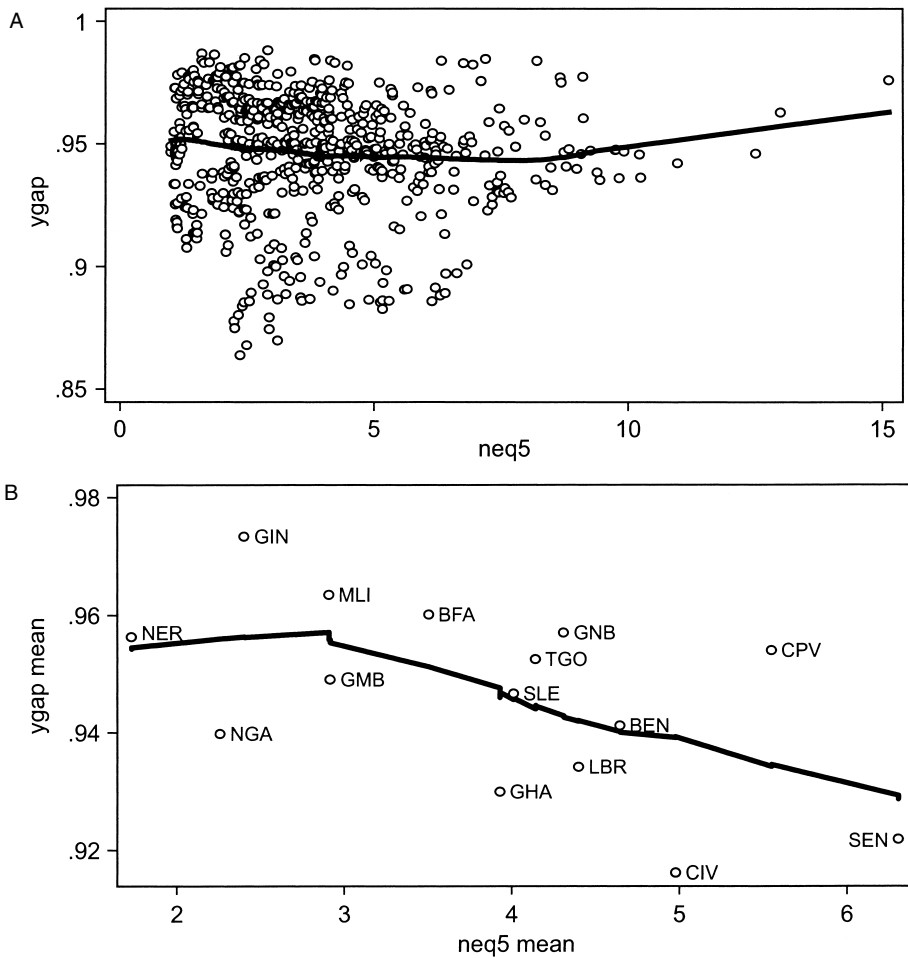 A
1
.95
.9
.85
ygap
0 5 10 15
neq5
B
.98
.96
.94
.92
ygap mean
GIN
MLI
BFA
NER
GNB
CPV
TGO
GMB
SLE
NGA
BEN
LBR
GHA
SEN
CIV
2 3 4 5 6
neq5 mean